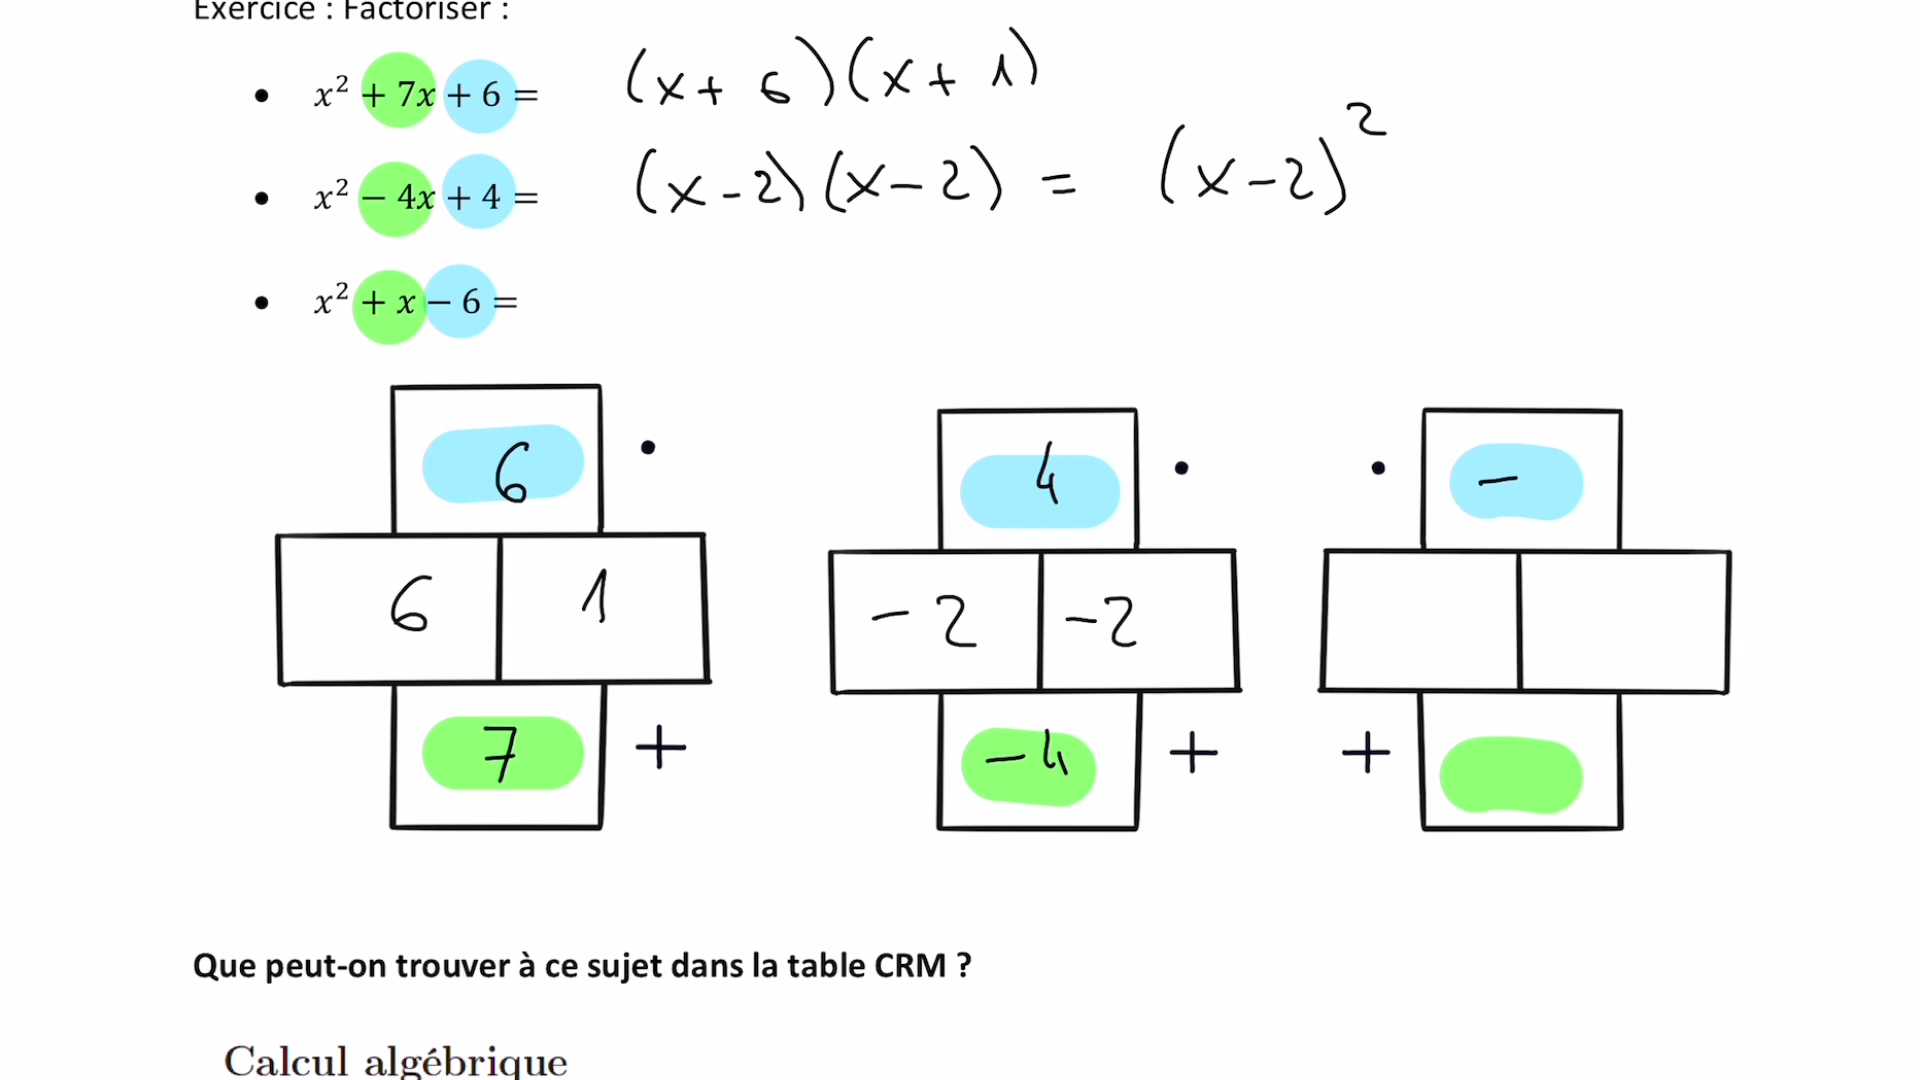 Exercice : Factoriser :
• x² + 7x + 6 = (x + 6)(x + 1)
• x² − 4x + 4 = (x − 2)(x − 2) = (x − 2)²
• x² + x − 6 =
6 •
4 •
• −
6 1
−2 −2
7 +
−4 +
+
Que peut-on trouver à ce sujet dans la table CRM ?
Calcul algébrique